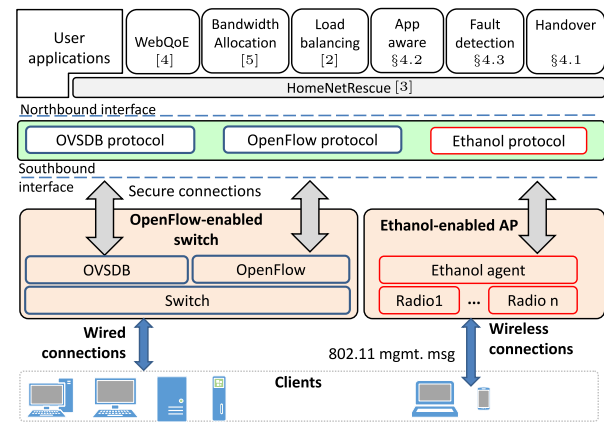 User
applications
WebQoE
[4]
Bandwidth
Allocation
[5]
Load
balancing
[2]
App
aware
§4.2
Fault
detection
§4.3
Handover
§4.1
HomeNetRescue [3]
Northbound interface
OVSDB protocol
OpenFlow protocol
Ethanol protocol
Southbound
interface
Secure connections
OpenFlow-enabled
switch
OVSDB
OpenFlow
Switch
Ethanol-enabled AP
Ethanol agent
Radio1
...
Radio n
Wired
connections
802.11 mgmt. msg
Wireless
connections
Clients